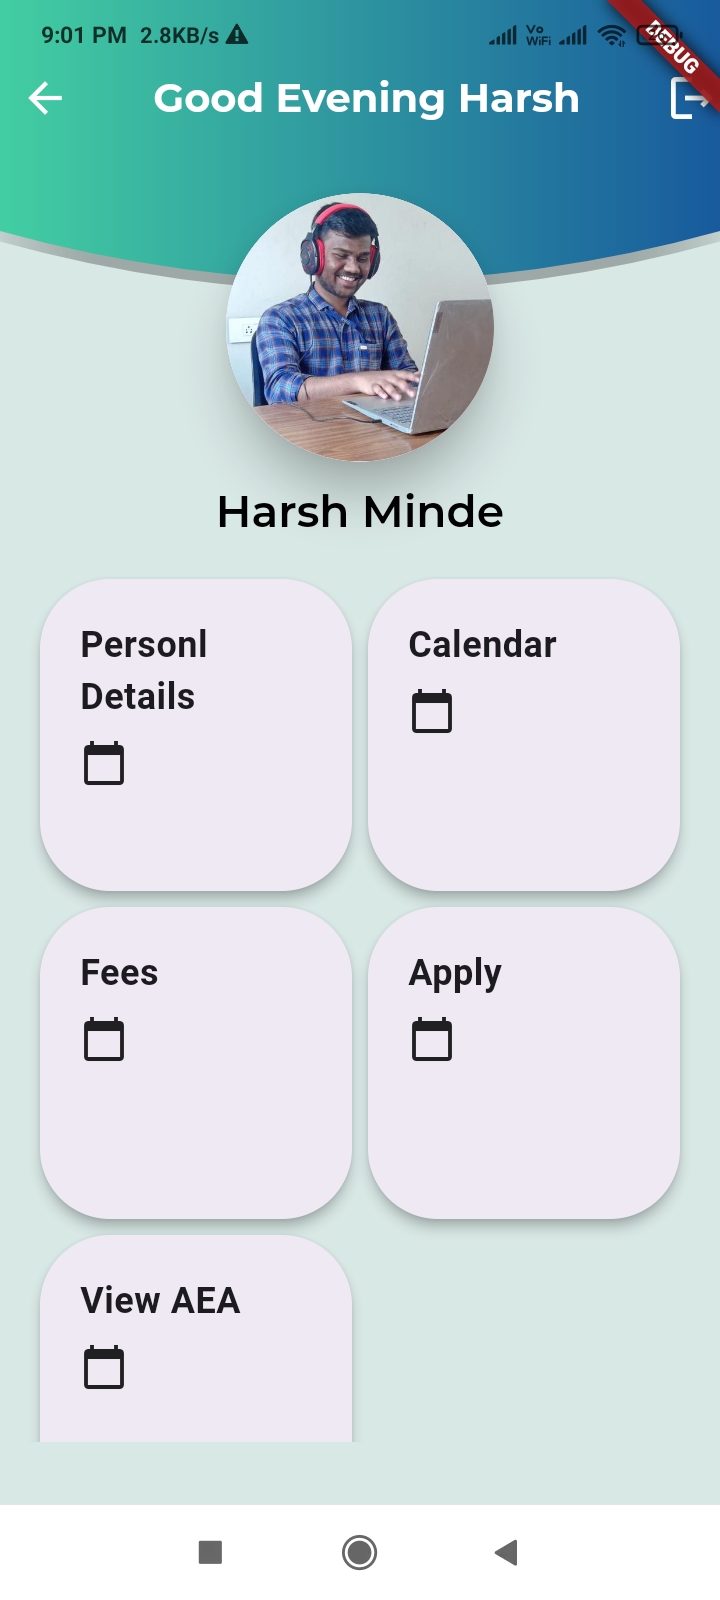 9:01 PM 2.8KB/s
Vo
WiFi
DEBUG
Good Evening Harsh
Harsh Minde
Personl
Details
Calendar
Fees
Apply
View AEA